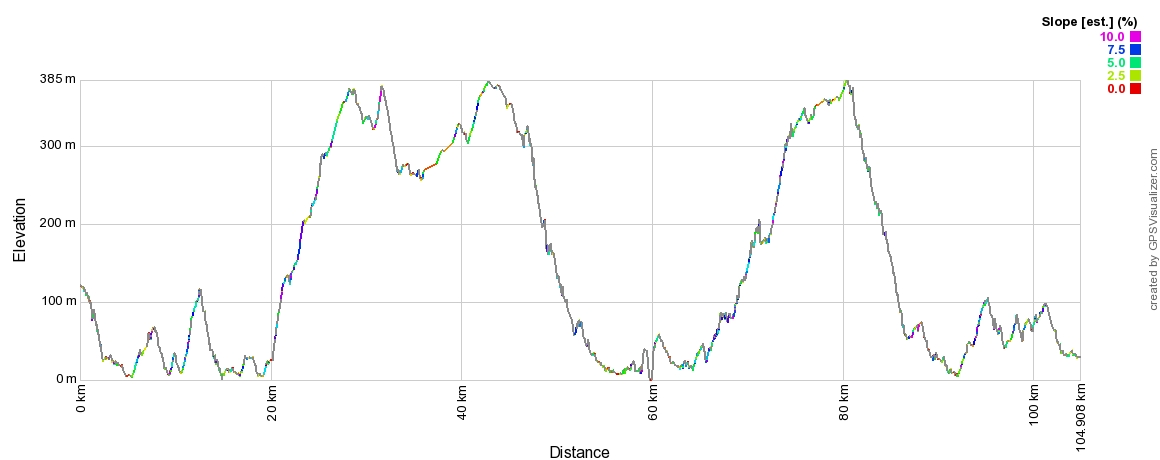 Slope [est.] (%)
10.0
7.5
5.0
2.5
0.0
385 m
300 m
200 m
100 m
0 m
Elevation
0 km
20 km
40 km
60 km
80 km
100 km
104.908 km
Distance
created by GPSVisualizer.com